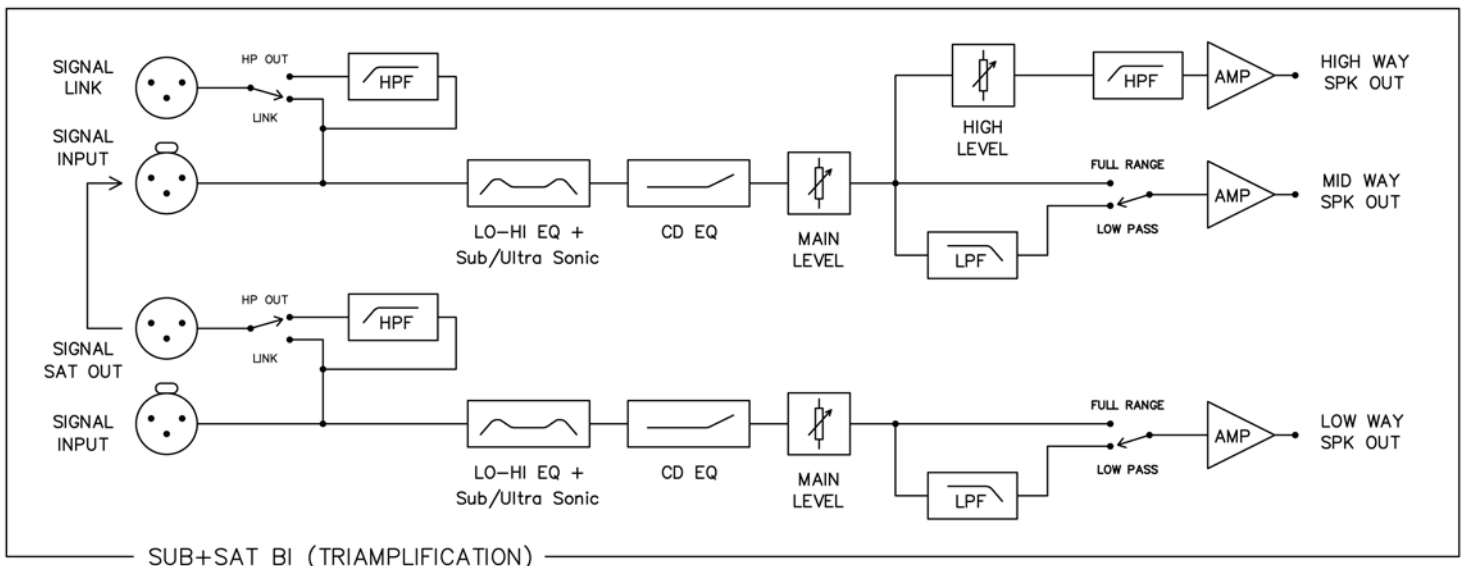 SIGNAL
LINK
HP OUT
LINK
HPF
HIGH
LEVEL
HPF
AMP
HIGH WAY
SPK OUT
SIGNAL
INPUT
LO-HI EQ +
Sub/Ultra Sonic
CD EQ
MAIN
LEVEL
FULL RANGE
LOW PASS
LPF
AMP
MID WAY
SPK OUT
SIGNAL
SAT OUT
HP OUT
LINK
HPF
SIGNAL
INPUT
LO-HI EQ +
Sub/Ultra Sonic
CD EQ
MAIN
LEVEL
FULL RANGE
LOW PASS
LPF
AMP
LOW WAY
SPK OUT
SUB+SAT BI (TRIAMPLIFICATION)